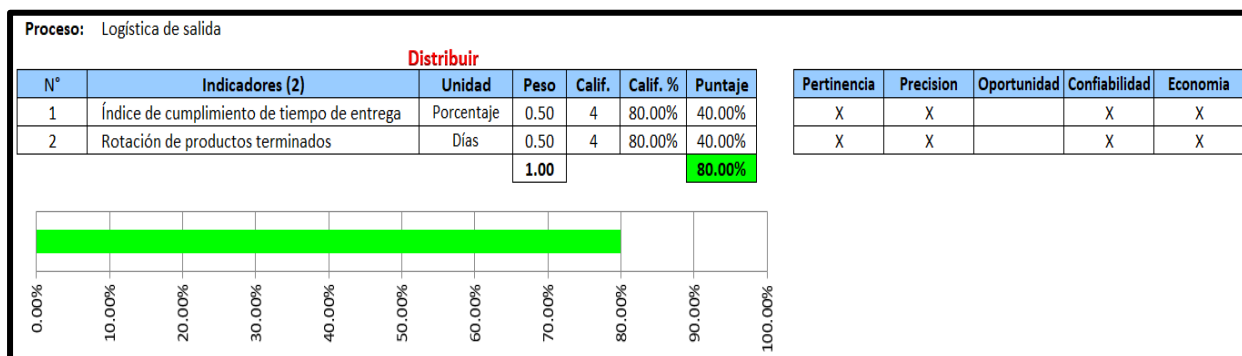 Proceso: Logística de salida
Distribuir
N° Indicadores (2) Unidad Peso Calif. Calif. % Puntaje Pertinencia Precision Oportunidad Confiabilidad Economia
1 Índice de cumplimiento de tiempo de entrega Porcentaje 0.50 4 80.00% 40.00% X X X X
2 Rotación de productos terminados Días 0.50 4 80.00% 40.00% X X X X
1.00 80.00%
0.00% 10.00% 20.00% 30.00% 40.00% 50.00% 60.00% 70.00% 80.00% 90.00% 100.00%